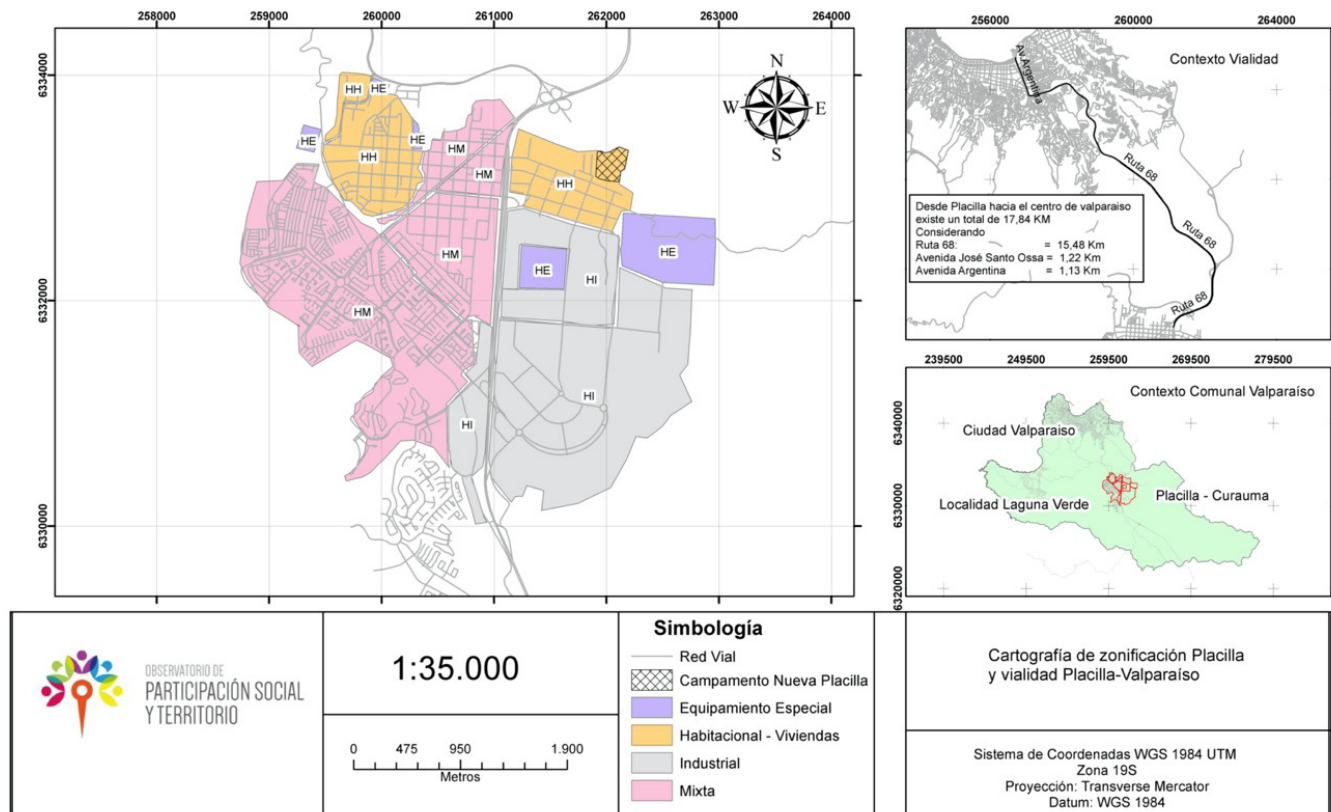 258000 259000 260000 261000 262000 263000 264000
6334000
6332000
6330000
N
W E
S
HH
HE
HE
HE
HH
HM
HM
HH
HM
HE
HI
HE
HM
HI
HI
256000 260000 264000
Contexto Vialidad
Av. Argentina
Ruta 68
Ruta 68
Ruta 68
Desde Placilla hacia el centro de valparaiso
existe un total de 17,84 KM
Considerando
Ruta 68: = 15,48 Km
Avenida José Santo Ossa = 1,22 Km
Avenida Argentina = 1,13 Km
239500 249500 259500 269500 279500
6340000
6330000
6320000
Contexto Comunal Valparaíso
Ciudad Valparaiso
Localidad Laguna Verde
Placilla - Curauma
OBSERVATORIO DE
PARTICIPACIÓN SOCIAL
Y TERRITORIO
1:35.000
0 475 950 1.900
Metros
Simbología
Red Vial
Campamento Nueva Placilla
Equipamiento Especial
Habitacional - Viviendas
Industrial
Mixta
Cartografía de zonificación Placilla
y vialidad Placilla-Valparaíso
Sistema de Coordenadas WGS 1984 UTM
Zona 19S
Proyección: Transverse Mercator
Datum: WGS 1984